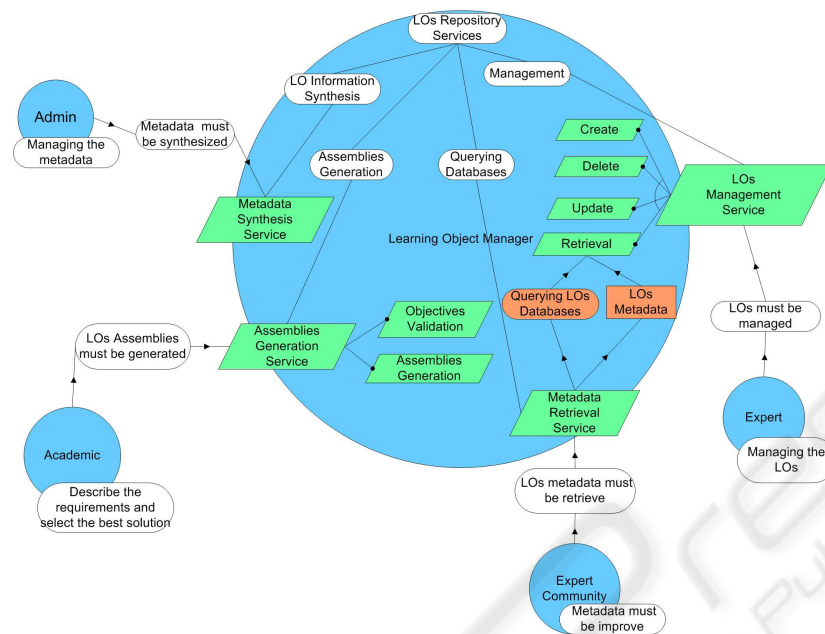 LOs Repository
Services
LO Information
Synthesis
Management
Admin
Managing the
metadata
Metadata must
be synthesized
Assemblies
Generation
Querying
Databases
Create
Delete
Update
Retrieval
LOs
Management
Service
Metadata
Synthesis
Service
Learning Object Manager
Querying LOs
Databases
LOs
Metadata
LOs must be
managed
LOs Assemblies
must be generated
Assemblies
Generation
Service
Objectives
Validation
Assemblies
Generation
Metadata
Retrieval
Service
Expert
Managing the
LOs
Academic
Describe the
requirements and
select the best solution
LOs metadata must
be retrieve
Expert
Community
Metadata must
be improve